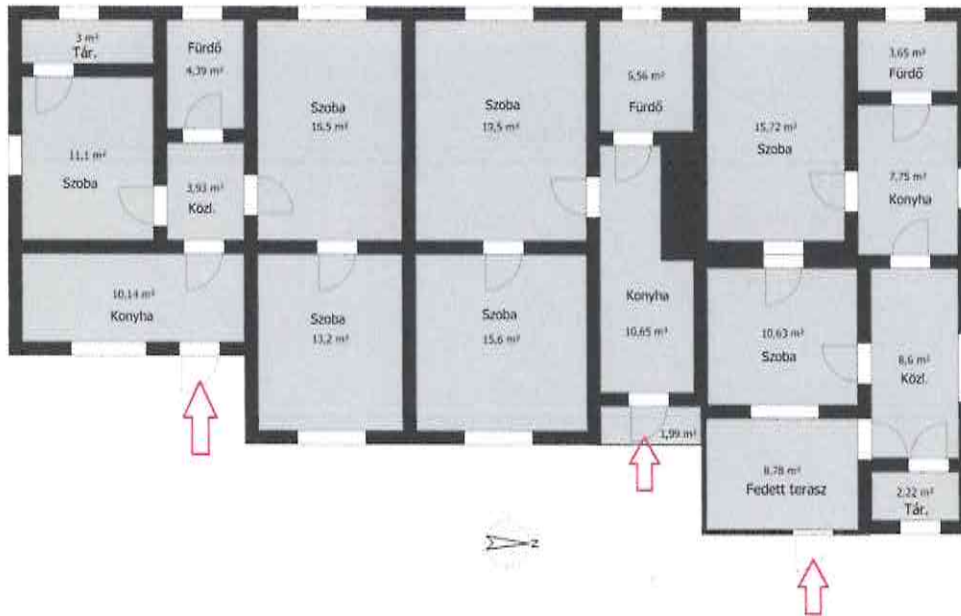 3 m²
Tár.
Fürdő
4,39 m²
11,1 m²
Szoba
3,93 m²
Közl.
10,14 m²
Konyha
Szoba
16,5 m²
Szoba
13,2 m²
Szoba
19,5 m²
Szoba
15,6 m²
5,56 m²
Fürdő
Konyha
10,65 m²
1,99 m²
15,72 m²
Szoba
10,63 m²
Szoba
8,78 m²
Fedett terasz
3,65 m²
Fürdő
7,75 m²
Konyha
8,6 m²
Közl.
2,22 m²
Tár.
N